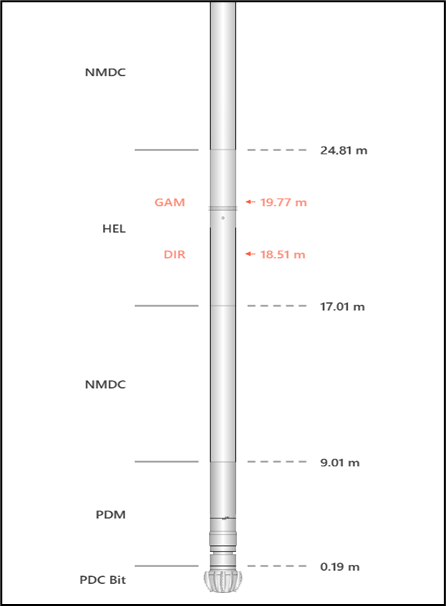 NMDC
24.81 m
GAM
19.77 m
HEL
DIR
18.51 m
17.01 m
NMDC
9.01 m
PDM
0.19 m
PDC Bit